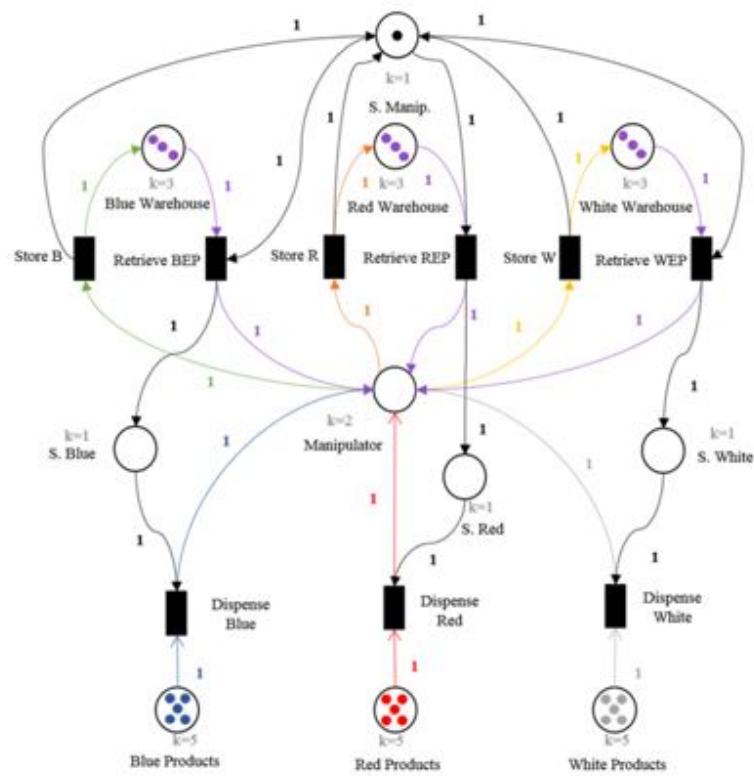 1
1
k=1
S. Manip.
1
1
1
1
k=3
Blue Warehouse
1
1
k=3
Red Warehouse
1
1
k=3
White Warehouse
1
1
Store B
Retrieve BEP
Store R
Retrieve REP
Store W
Retrieve WEP
1
1
1
1
1
1
1
1
k=1
S. Blue
1
k=2
Manipulator
1
1
k=1
S. White
1
k=1
S. Red
1
1
1
Dispense
Blue
Dispense
Red
Dispense
White
1
1
1
k=5
Blue Products
k=5
Red Products
k=5
White Products